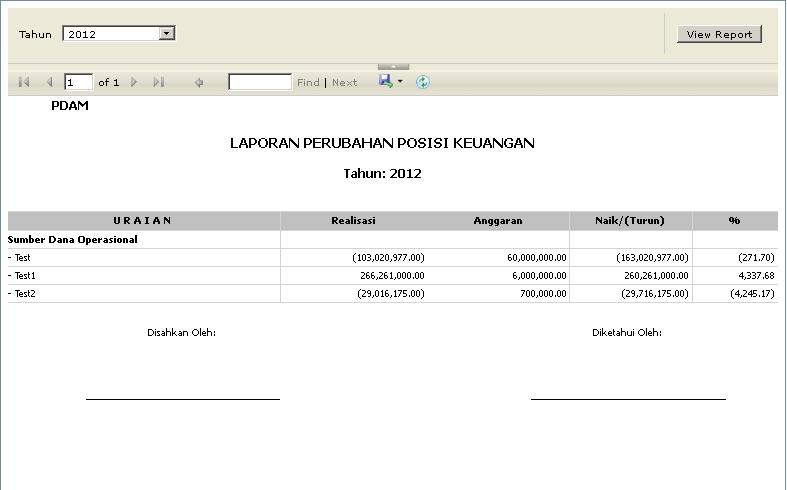 Tahun 2012 View Report
1 of 1 Find | Next
PDAM
LAPORAN PERUBAHAN POSISI KEUANGAN
Tahun: 2012
U R A I A N Realisasi Anggaran Naik/(Turun) %
Sumber Dana Operasional
- Test (103,020,977.00) 60,000,000.00 (163,020,977.00) (271.70)
- Test1 266,261,000.00 6,000,000.00 260,261,000.00 4,337.68
- Test2 (29,016,175.00) 700,000.00 (29,716,175.00) (4,245.17)
Disahkan Oleh: Diketahui Oleh: